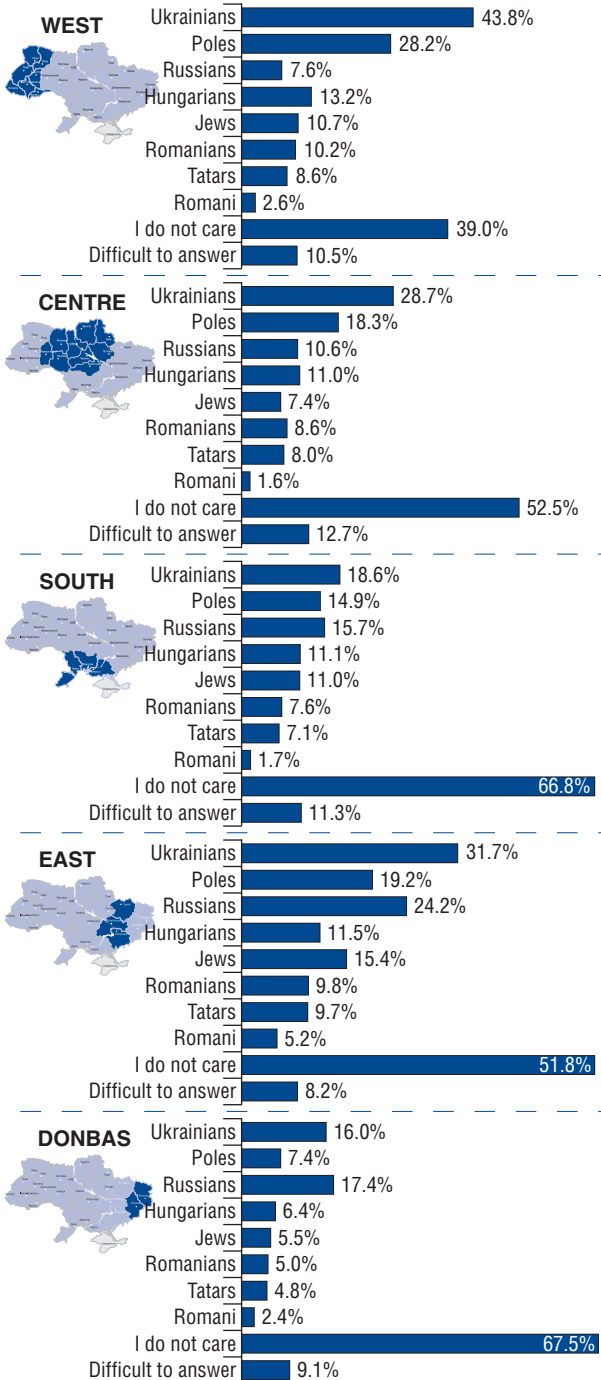 WEST
Ukrainians 43.8%
Poles 28.2%
Russians 7.6%
Hungarians 13.2%
Jews 10.7%
Romanians 10.2%
Tatars 8.6%
Romani 2.6%
I do not care 39.0%
Difficult to answer 10.5%
CENTRE
Ukrainians 28.7%
Poles 18.3%
Russians 10.6%
Hungarians 11.0%
Jews 7.4%
Romanians 8.6%
Tatars 8.0%
Romani 1.6%
I do not care 52.5%
Difficult to answer 12.7%
SOUTH
Ukrainians 18.6%
Poles 14.9%
Russians 15.7%
Hungarians 11.1%
Jews 11.0%
Romanians 7.6%
Tatars 7.1%
Romani 1.7%
I do not care 66.8%
Difficult to answer 11.3%
EAST
Ukrainians 31.7%
Poles 19.2%
Russians 24.2%
Hungarians 11.5%
Jews 15.4%
Romanians 9.8%
Tatars 9.7%
Romani 5.2%
I do not care 51.8%
Difficult to answer 8.2%
DONBAS
Ukrainians 16.0%
Poles 7.4%
Russians 17.4%
Hungarians 6.4%
Jews 5.5%
Romanians 5.0%
Tatars 4.8%
Romani 2.4%
I do not care 67.5%
Difficult to answer 9.1%